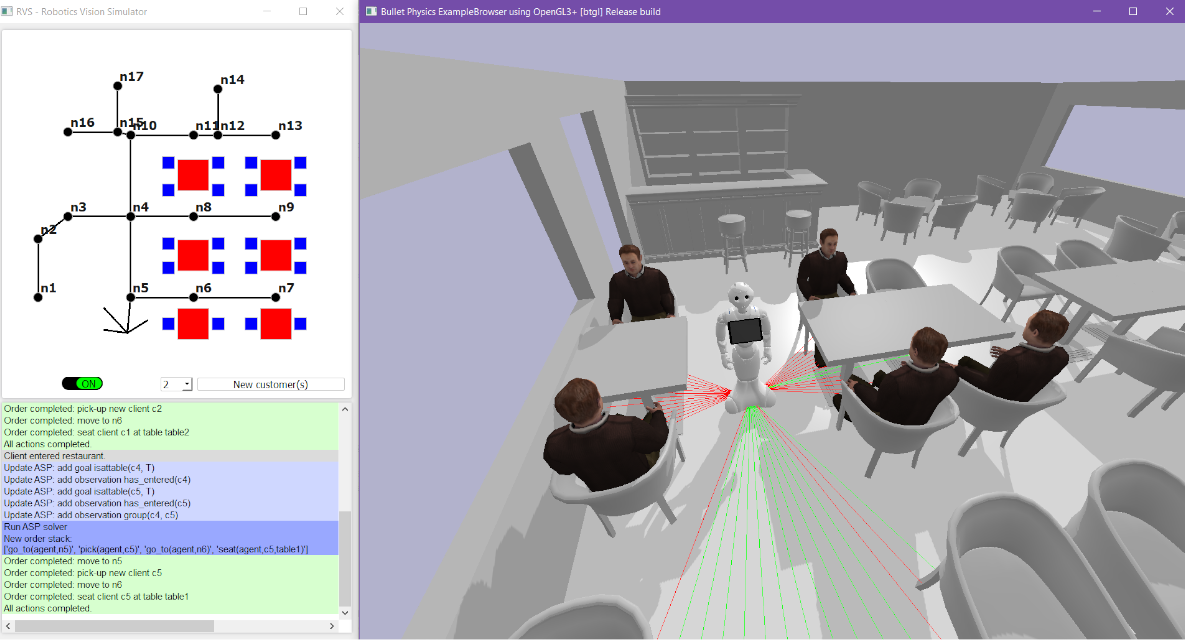 RVS - Robotics Vision Simulator
Bullet Physics ExampleBrowser using OpenGL3+ [btgl] Release build
n17
n14
n16
n15
n10
n11
n12
n13
n3
n4
n8
n9
n2
n1
n5
n6
n7
ON
2
New customer(s)
Order completed: pick-up new client c2
Order completed: move to n6
Order completed: seat client c1 at table table2
All actions completed.
Client entered restaurant.
Update ASP: add goal isattable(c4, T)
Update ASP: add observation has_entered(c4)
Update ASP: add goal isattable(c5, T)
Update ASP: add observation has_entered(c5)
Update ASP: add observation group(c4, c5)
Run ASP solver.
New order stack:
['go_to(agent,n5)', 'pick(agent,c5)', 'go_to(agent,n6)', 'seat(agent,c5,table1)']
Order completed: move to n5
Order completed: pick-up new client c5
Order completed: move to n6
Order completed: seat client c5 at table table1
All actions completed.